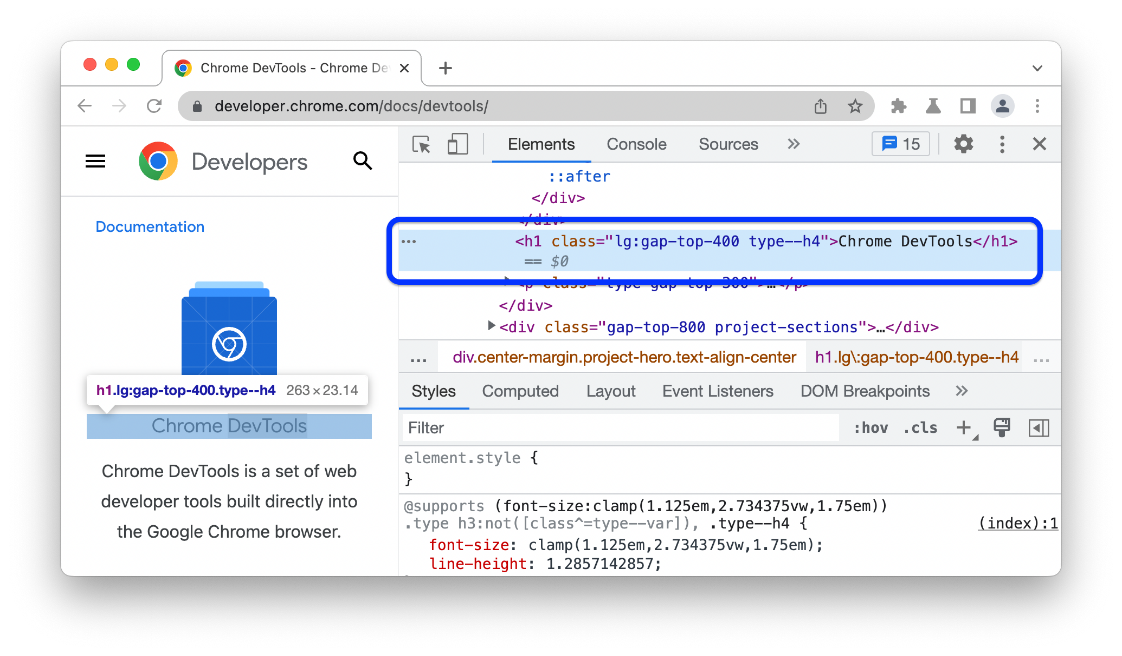 Chrome DevTools - Chrome De
developer.chrome.com/docs/devtools/
Developers
Documentation
h1.lg:gap-top-400.type--h4 263×23.14
Chrome DevTools
Chrome DevTools is a set of web
developer tools built directly into
the Google Chrome browser.
Elements Console Sources » 15
::after
</div>
</div>
… <h1 class="lg:gap-top-400 type--h4">Chrome DevTools</h1>
== $0
<p class="type gap-top-300">…</p>
</div>
<div class="gap-top-800 project-sections">…</div>
… div.center-margin.project-hero.text-align-center h1.lg\:gap-top-400.type--h4 …
Styles Computed Layout Event Listeners DOM Breakpoints »
Filter :hov .cls +
element.style {
}
@supports (font-size:clamp(1.125em,2.734375vw,1.75em))
.type h3:not([class^=type--var]), .type--h4 { (index):1
font-size: clamp(1.125em,2.734375vw,1.75em);
line-height: 1.2857142857;